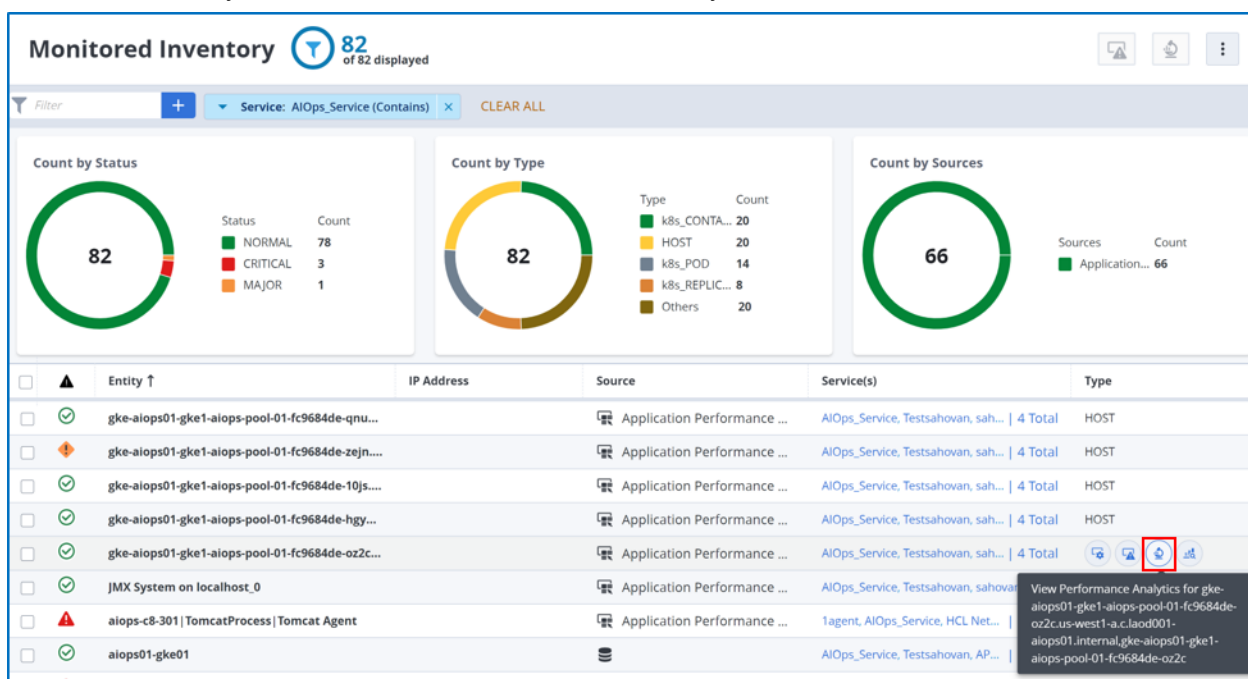 Monitored Inventory 82 of 82 displayed
Filter + Service: AIOps_Service (Contains) × CLEAR ALL
Count by Status
82
Status Count
NORMAL 78
CRITICAL 3
MAJOR 1
Count by Type
82
Type Count
k8s_CONTA... 20
HOST 20
k8s_POD 14
k8s_REPLIC... 8
Others 20
Count by Sources
66
Sources Count
Application... 66
Entity ↑ IP Address Source Service(s) Type
gke-aiops01-gke1-aiops-pool-01-fc9684de-qnu... Application Performance ... AIOps_Service, Testsahovan, sah... | 4 Total HOST
gke-aiops01-gke1-aiops-pool-01-fc9684de-zejn.... Application Performance ... AIOps_Service, Testsahovan, sah... | 4 Total HOST
gke-aiops01-gke1-aiops-pool-01-fc9684de-10js.... Application Performance ... AIOps_Service, Testsahovan, sah... | 4 Total HOST
gke-aiops01-gke1-aiops-pool-01-fc9684de-hgy... Application Performance ... AIOps_Service, Testsahovan, sah... | 4 Total HOST
gke-aiops01-gke1-aiops-pool-01-fc9684de-oz2c... Application Performance ... AIOps_Service, Testsahovan, sah... | 4 Total
JMX System on localhost_0 Application Performance ... AIOps_Service, Testsahovan, sahovan
aiops-c8-301|TomcatProcess|Tomcat Agent Application Performance ... 1agent, AIOps_Service, HCL Net... |
aiops01-gke01 AIOps_Service, Testsahovan, AP... |
View Performance Analytics for gke-
aiops01-gke1-aiops-pool-01-fc9684de-
oz2c.us-west1-a.c.laod001-
aiops01.internal,gke-aiops01-gke1-
aiops-pool-01-fc9684de-oz2c